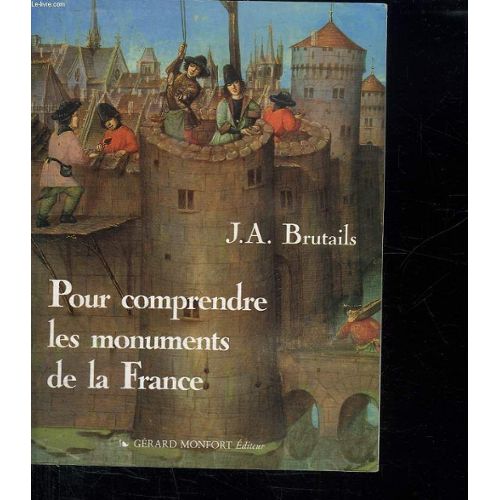 J.A. Brutails
Pour comprendre
les monuments
de la France
GÉRARD MONFORT Éditeur